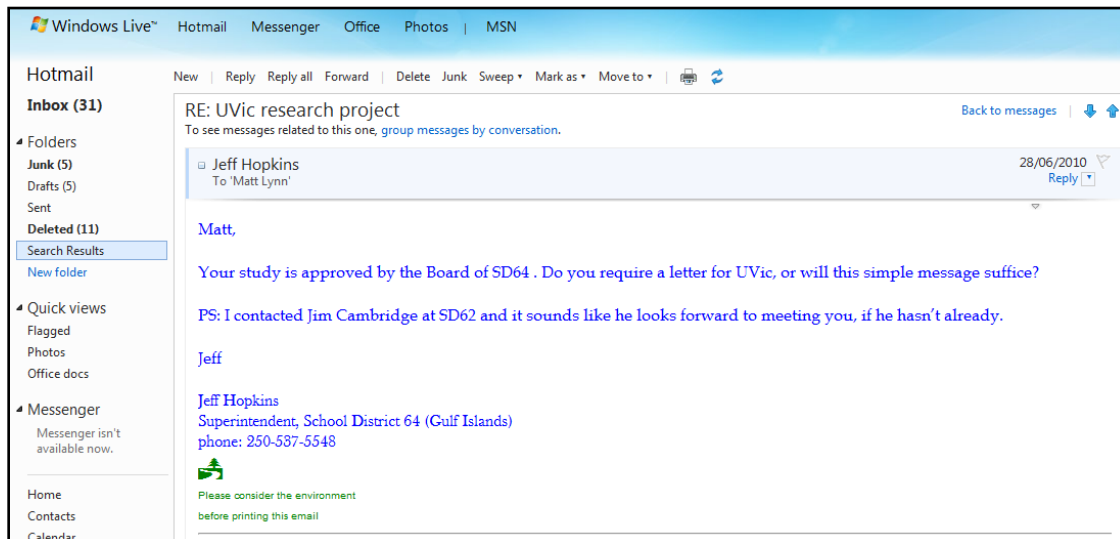 Windows Live™ Hotmail Messenger Office Photos | MSN
Hotmail
New | Reply Reply all Forward | Delete Junk Sweep Mark as Move to |
Inbox (31)
RE: UVic research project
Back to messages |
To see messages related to this one, group messages by conversation.
Folders
Junk (5)
Drafts (5)
Sent
Deleted (11)
Search Results
New folder
Quick views
Flagged
Photos
Office docs
Messenger
Messenger isn't
available now.
Home
Contacts
Calendar
Jeff Hopkins
28/06/2010
To 'Matt Lynn'
Reply
Matt,
Your study is approved by the Board of SD64 . Do you require a letter for UVic, or will this simple message suffice?
PS: I contacted Jim Cambridge at SD62 and it sounds like he looks forward to meeting you, if he hasn't already.
Jeff
Jeff Hopkins
Superintendent, School District 64 (Gulf Islands)
phone: 250-537-5548
Please consider the environment
before printing this email